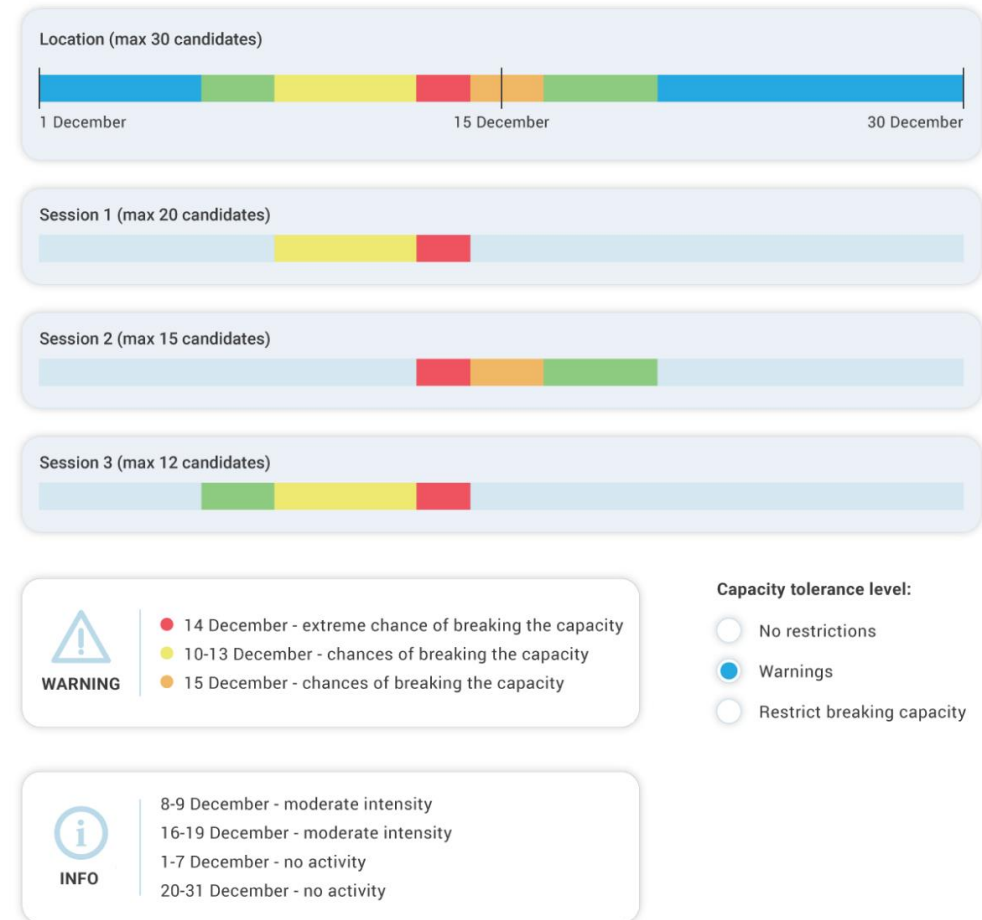 Location (max 30 candidates)
1 December
15 December
30 December
Session 1 (max 20 candidates)
Session 2 (max 15 candidates)
Session 3 (max 12 candidates)
WARNING
14 December - extreme chance of breaking the capacity
10-13 December - chances of breaking the capacity
15 December - chances of breaking the capacity
Capacity tolerance level:
No restrictions
Warnings
Restrict breaking capacity
INFO
8-9 December - moderate intensity
16-19 December - moderate intensity
1-7 December - no activity
20-31 December - no activity